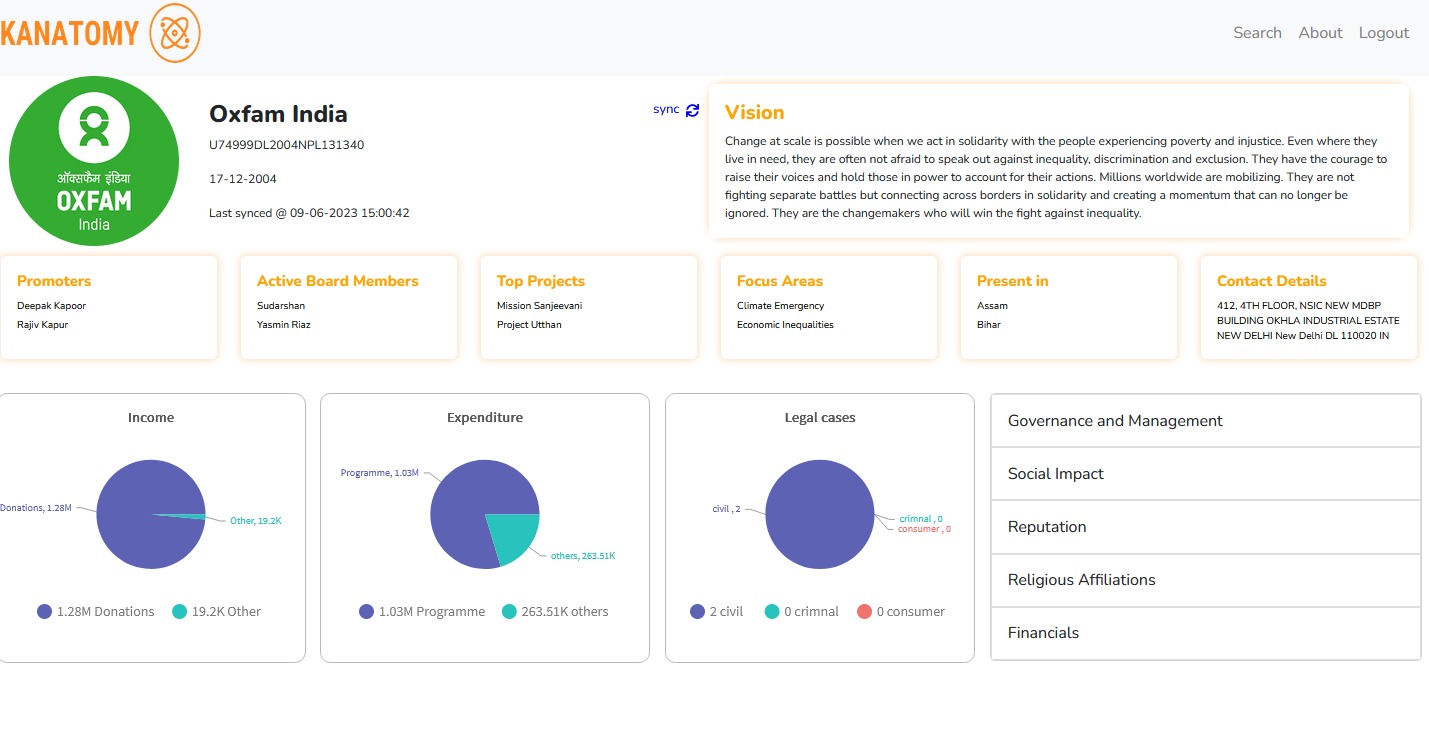 KANATOMY
Search About Logout
ऑक्सफैम इंडिया
OXFAM
India
Oxfam India
sync
U74999DL2004NPL131340
17-12-2004
Last synced @ 09-06-2023 15:00:42
Vision
Change at scale is possible when we act in solidarity with the people experiencing poverty and injustice. Even where they
live in need, they are often not afraid to speak out against inequality, discrimination and exclusion. They have the courage to
raise their voices and hold those in power to account for their actions. Millions worldwide are mobilizing. They are not
fighting separate battles but connecting across borders in solidarity and creating a momentum that can no longer be
ignored. They are the changemakers who will win the fight against inequality.
Promoters
Deepak Kapoor
Rajiv Kapur
Active Board Members
Sudarshan
Yasmin Riaz
Top Projects
Mission Sanjeevani
Project Utthan
Focus Areas
Climate Emergency
Economic Inequalities
Present in
Assam
Bihar
Contact Details
412, 4TH FLOOR, NSIC NEW MDBP
BUILDING OKHLA INDUSTRIAL ESTATE
NEW DELHI New Delhi DL 110020 IN
Income
Donations, 1.28M
Other, 19.2K
1.28M Donations 19.2K Other
Expenditure
Programme, 1.03M
others, 263.51K
1.03M Programme 263.51K others
Legal cases
civil , 2
crimnal , 0
consumer , 0
2 civil 0 crimnal 0 consumer
Governance and Management
Social Impact
Reputation
Religious Affiliations
Financials